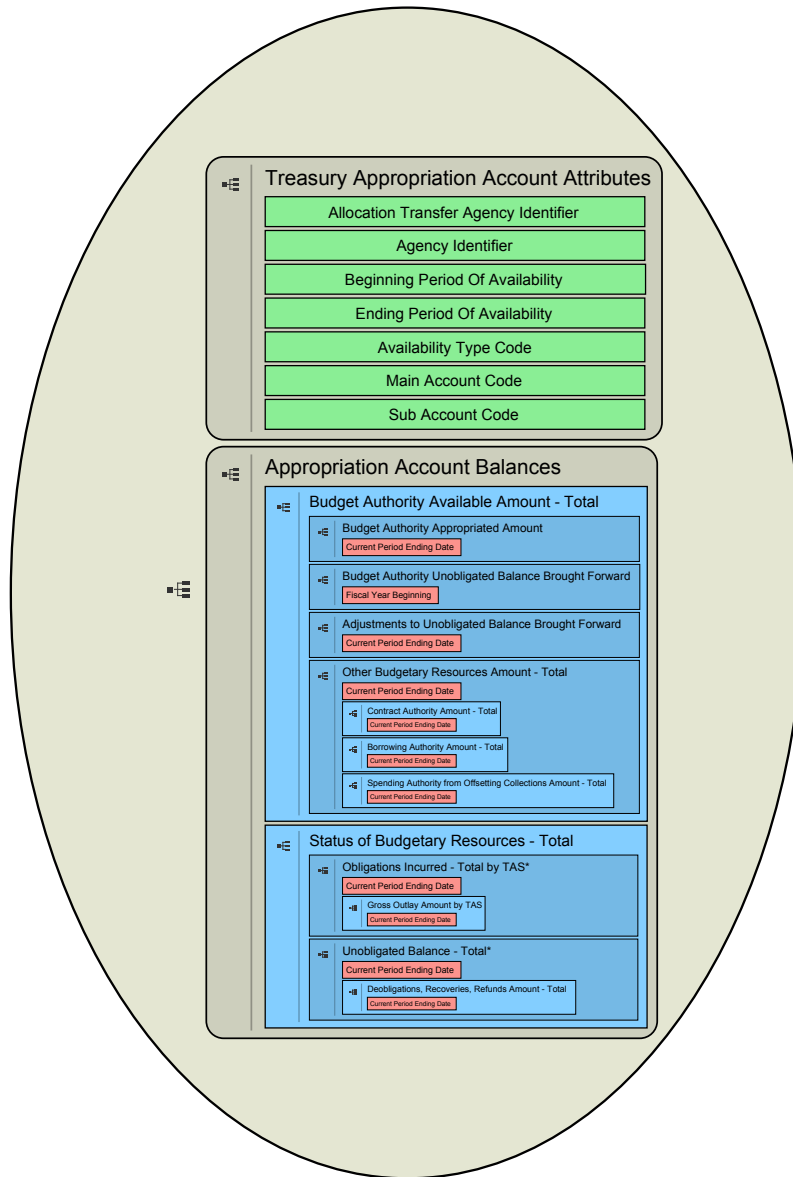 Treasury Appropriation Account Attributes
Allocation Transfer Agency Identifier
Agency Identifier
Beginning Period Of Availability
Ending Period Of Availability
Availability Type Code
Main Account Code
Sub Account Code
Appropriation Account Balances
Budget Authority Available Amount - Total
Budget Authority Appropriated Amount
Current Period Ending Date
Budget Authority Unobligated Balance Brought Forward
Fiscal Year Beginning
Adjustments to Unobligated Balance Brought Forward
Current Period Ending Date
Other Budgetary Resources Amount - Total
Current Period Ending Date
Contract Authority Amount - Total
Current Period Ending Date
Borrowing Authority Amount - Total
Current Period Ending Date
Spending Authority from Offsetting Collections Amount - Total
Current Period Ending Date
Status of Budgetary Resources - Total
Obligations Incurred - Total by TAS*
Current Period Ending Date
Gross Outlay Amount by TAS
Current Period Ending Date
Unobligated Balance - Total*
Current Period Ending Date
Deobligations, Recoveries, Refunds Amount - Total
Current Period Ending Date